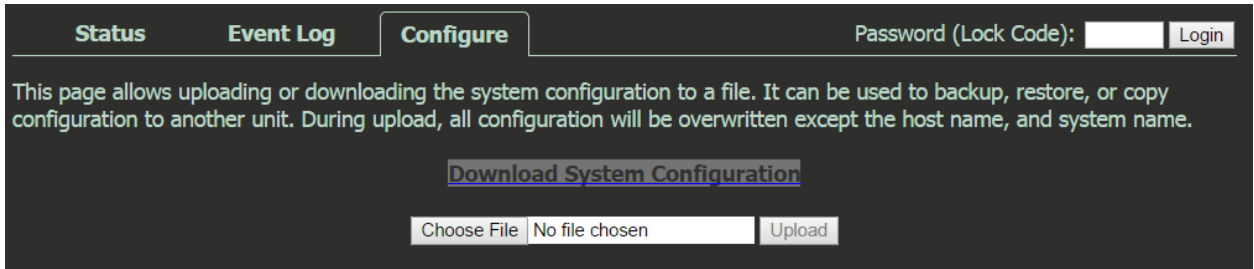 Status Event Log Configure Password (Lock Code): Login
This page allows uploading or downloading the system configuration to a file. It can be used to backup, restore, or copy
configuration to another unit. During upload, all configuration will be overwritten except the host name, and system name.
Download System Configuration
Choose File No file chosen Upload